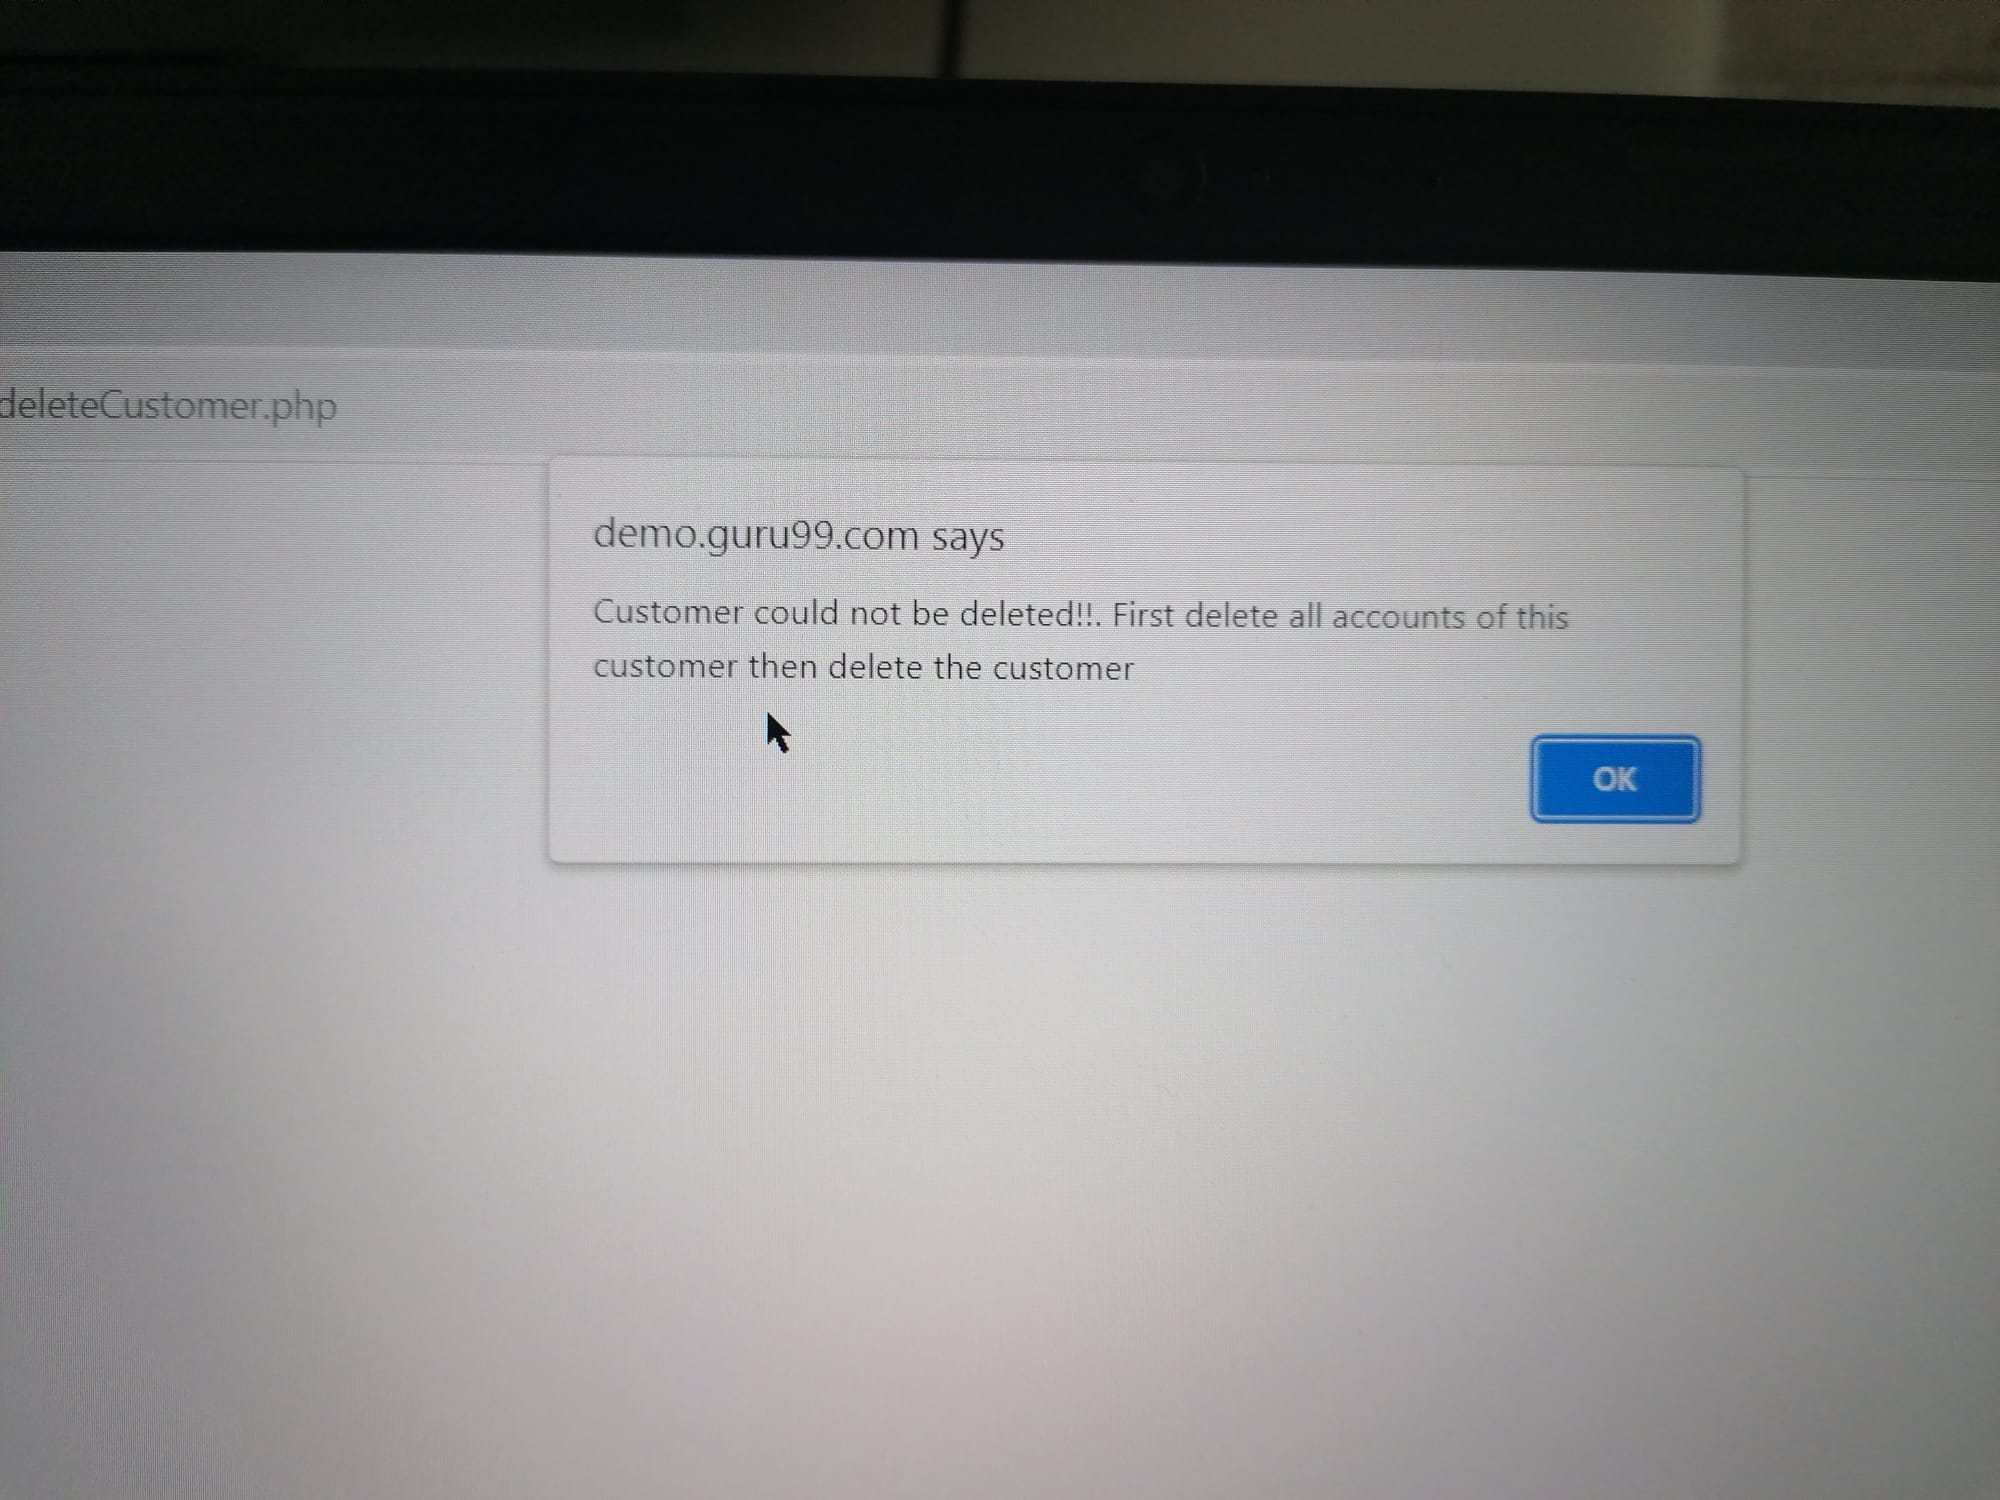 deleteCustomer.php
demo.guru99.com says
Customer could not be deleted!!. First delete all accounts of this
customer then delete the customer
OK